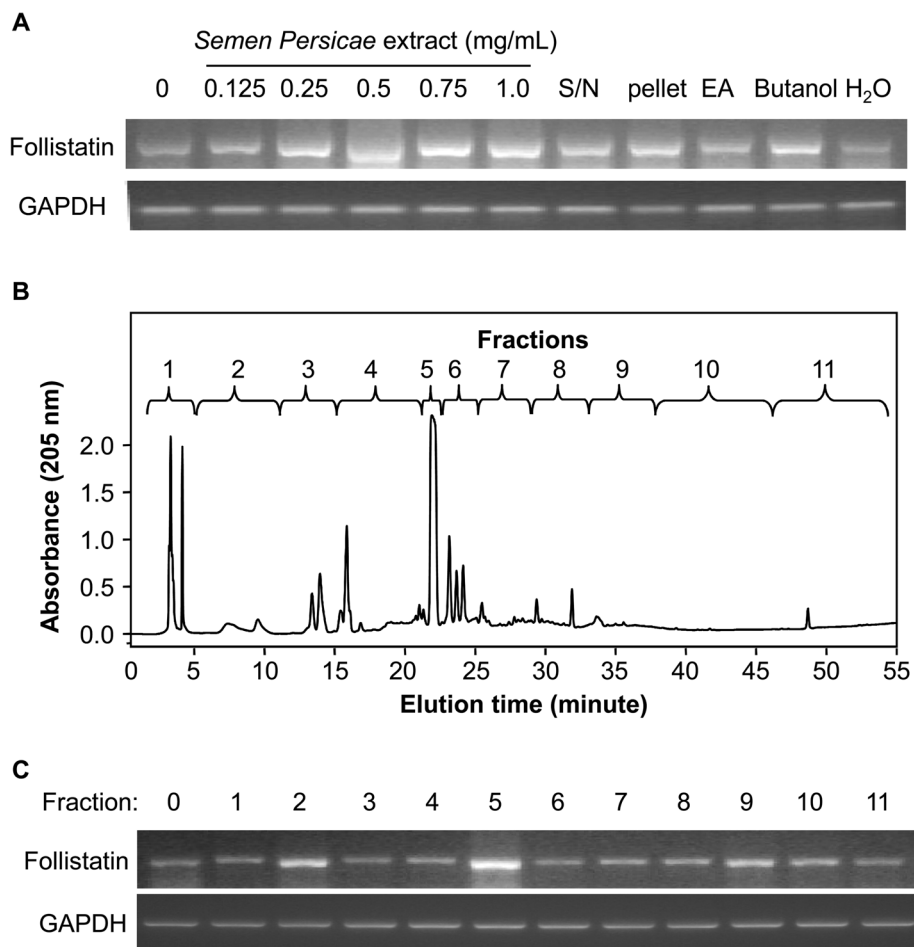 A
Semen Persicae extract (mg/mL)
0 0.125 0.25 0.5 0.75 1.0 S/N pellet EA Butanol H₂O
Follistatin
GAPDH
B
Fractions
1 2 3 4 5 6 7 8 9 10 11
Absorbance (205 nm)
2.0
1.5
1.0
0.5
0.0
0 5 10 15 20 25 30 35 40 45 50 55
Elution time (minute)
C
Fraction: 0 1 2 3 4 5 6 7 8 9 10 11
Follistatin
GAPDH